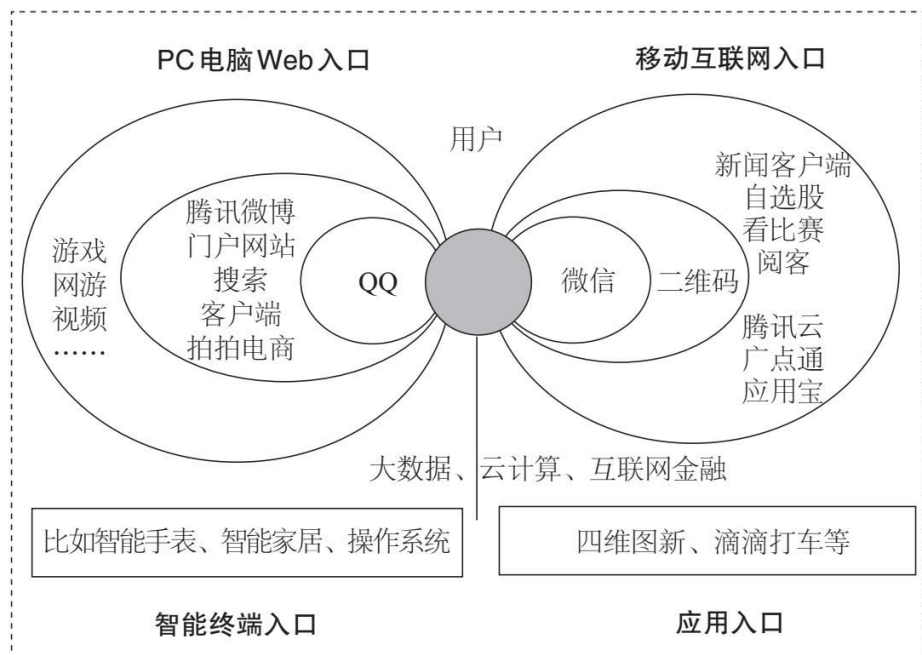 PC电脑Web入口
移动互联网入口
用户
游戏
网游
视频
……
腾讯微博
门户网站
搜索
客户端
拍拍电商
QQ
微信
二维码
新闻客户端
自选股
看比赛
阅客
腾讯云
广点通
应用宝
大数据、云计算、互联网金融
比如智能手表、智能家居、操作系统
四维图新、滴滴打车等
智能终端入口
应用入口